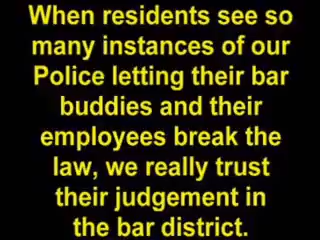 When residents see so
many instances of our
Police letting their bar
buddies and their
employees break the
law, we really trust
their judgement in
the bar district.